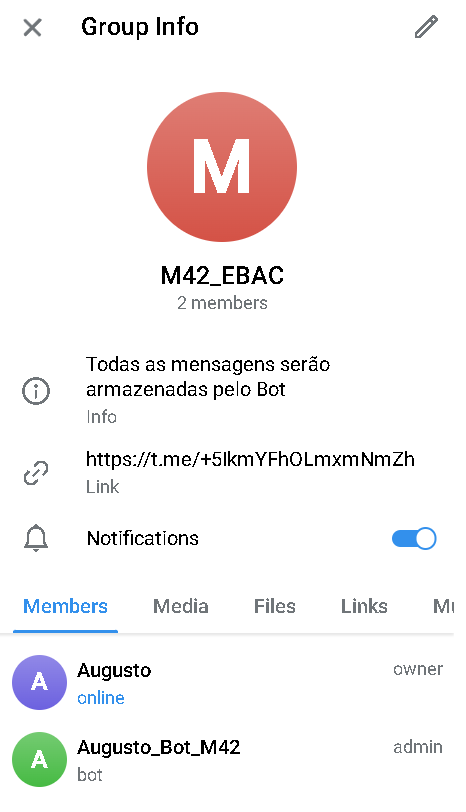 Group Info
M
M42_EBAC
2 members
Todas as mensagens serão
armazenadas pelo Bot
Info
https://t.me/+5IkmYFhOLmxmNmZh
Link
Notifications
Members Media Files Links
A
Augusto owner
online
A
Augusto_Bot_M42 admin
bot